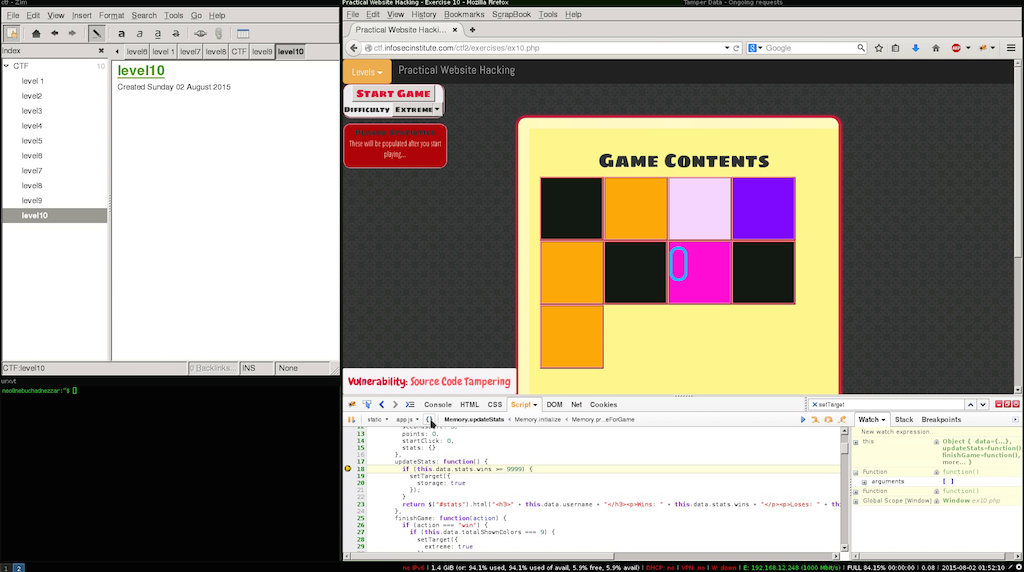 ctf - Zim
File Edit View Insert Format Search Tools Go Help
Index
level6 level 1 level7 level8 CTF level9 level10
CTF 10
level 1
level2
level3
level4
level5
level6
level7
level8
level9
level10
level10
Created Sunday 02 August 2015
CTF:level10
0 Backlinks...
INS
None
urxvt
neo@nebuchadnezzar:~$
Practical Website Hacking - Exercise 10 - Mozilla Firefox
Tamper Data - Ongoing requests
File Edit View History Bookmarks ScrapBook Tools Help
Practical Website Hacki...
ctf.infosecinstitute.com/ctf2/exercises/ex10.php
Google
Levels
Practical Website Hacking
Start Game
Difficulty Extreme
These will be populated after you start
playing...
Game Contents
0
Vulnerability: Source Code Tampering
Console HTML CSS Script DOM Net Cookies
setTarget
static app.js {} Memory.updateStats < Memory.initialize < Memory.pr...eForGame
Watch Stack Breakpoints
New watch expression...
this Object { data={...},
updateStats=function(),
finishGame=function(),
more... }
Function function()
arguments [ ]
Function function()
Global Scope [Window] Window ex10.php
13 points: 0,
14 startClick: 0,
15 stats: {}
16 },
17 updateStats: function() {
18 if (this.data.stats.wins >= 9999) {
19 setTarget({
20 storage: true
21 });
22 }
23 return $("#stats").html("<h3>" + this.data.username + "</h3><p>Wins: " + this.data.stats.wins + "</p><p>Loses: " + th
24 },
25 finishGame: function(action) {
26 if (action === "win") {
27 if (this.data.totalShownColors === 9) {
28 setTarget({
29 extreme: true
1 2
no IPv6 | 1.4 GiB (or: 94.1% used, 94.1% used of avail, 5.9% free, 5.9% avail) | DHCP: no | VPN: no | W: down | E: 192.168.12.248 (1000 Mbit/s) | FULL 84.15% 00:00:00 | 0.08 | 2015-08-02 01:52:10